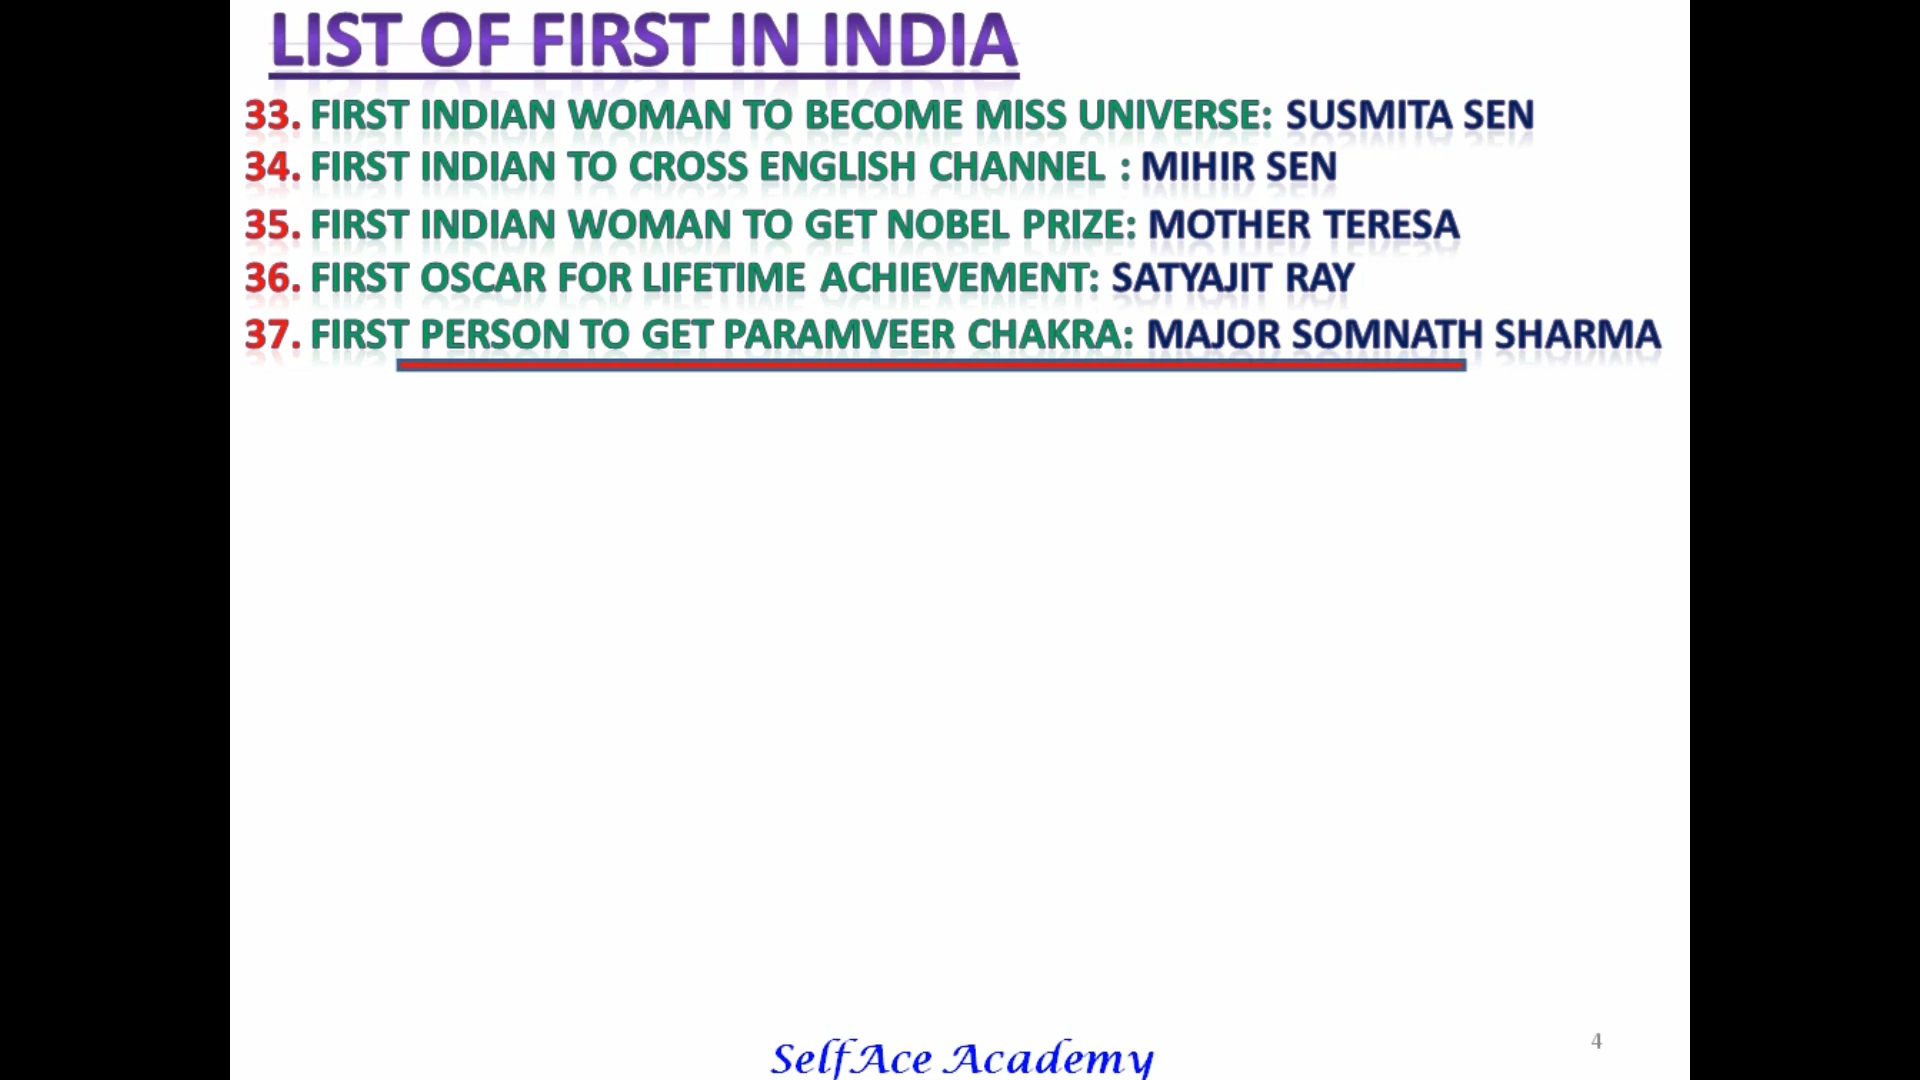 LIST OF FIRST IN INDIA
33. FIRST INDIAN WOMAN TO BECOME MISS UNIVERSE: SUSMITA SEN
34. FIRST INDIAN TO CROSS ENGLISH CHANNEL : MIHIR SEN
35. FIRST INDIAN WOMAN TO GET NOBEL PRIZE: MOTHER TERESA
36. FIRST OSCAR FOR LIFETIME ACHIEVEMENT: SATYAJIT RAY
37. FIRST PERSON TO GET PARAMVEER CHAKRA: MAJOR SOMNATH SHARMA
SelfAce Academy
4